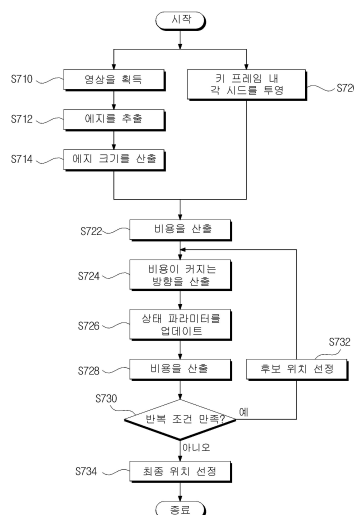 시작
S710
영상을 획득
키 프레임 내
각 시드를 투영
S720
S712
에지를 추출
S714
에지 크기를 산출
S722
비용을 산출
S724
비용이 커지는
방향을 산출
S726
상태 파라미터를
업데이트
S732
후보 위치 선정
S728
비용을 산출
S730
반복 조건 만족?
예
아니오
S734
최종 위치 선정
종료